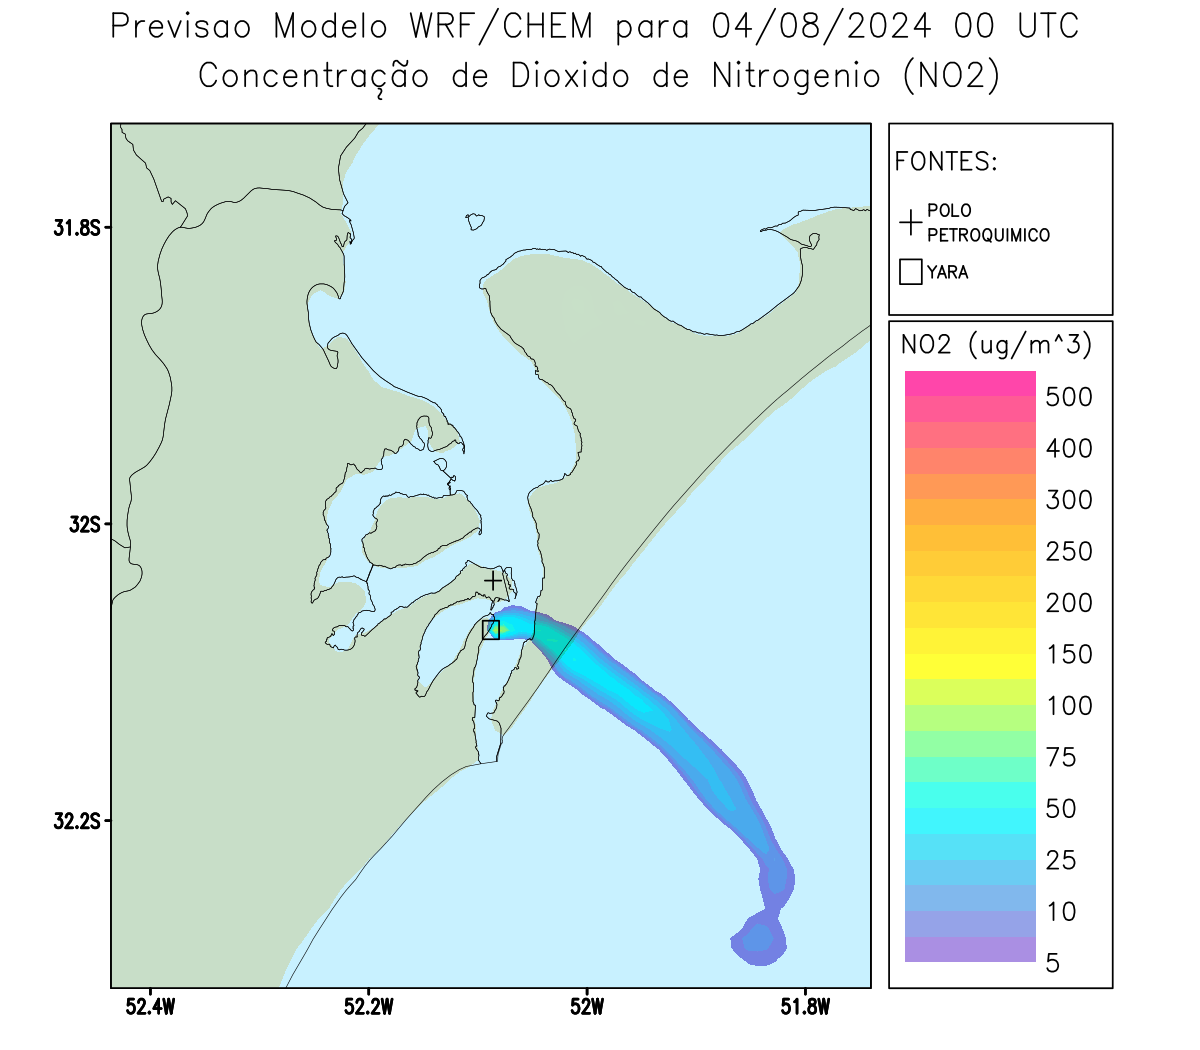 Previsao Modelo WRF/CHEM para 04/08/2024 00 UTC
Concentração de Dioxido de Nitrogenio (NO2)
FONTES:
POLO
PETROQUIMICO
YARA
31.8S
32S
32.2S
52.4W
52.2W
52W
51.8W
NO2 (ug/m^3)
500
400
300
250
200
150
100
75
50
25
10
5